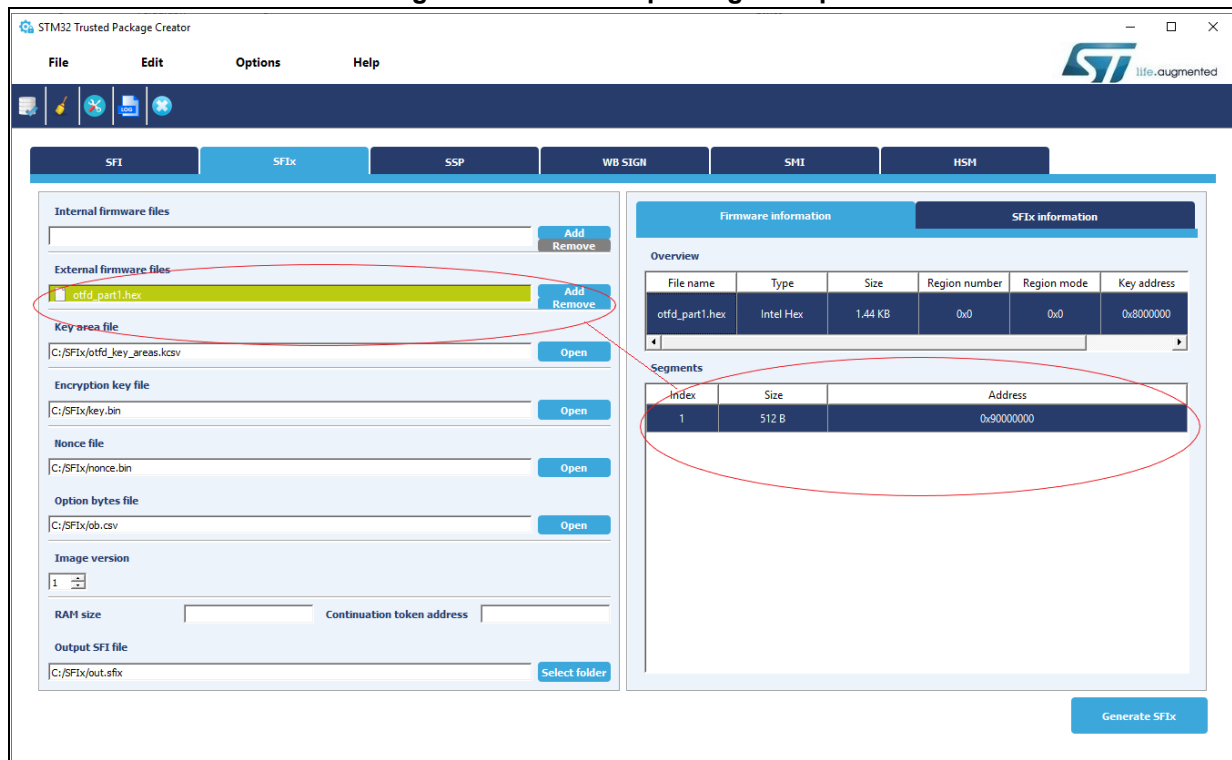 STM32 Trusted Package Creator
File Edit Options Help
life.augmented
LOG
SFI SFIx SSP WB SIGN SMI HSM
Internal firmware files
Add
Remove
External firmware files
otfd_part1.hex
Add
Remove
Key area file
C:/SFIx/otfd_key_areas.kcsv
Open
Encryption key file
C:/SFIx/key.bin
Open
Nonce file
C:/SFIx/nonce.bin
Open
Option bytes file
C:/SFIx/ob.csv
Open
Image version
1
RAM size Continuation token address
Output SFI file
C:/SFIx/out.sfix
Select folder
Firmware information SFIx information
Overview
File name Type Size Region number Region mode Key address
otfd_part1.hex Intel Hex 1.44 KB 0x0 0x0 0x8000000
Segments
Index Size Address
1 512 B 0x90000000
Generate SFIx